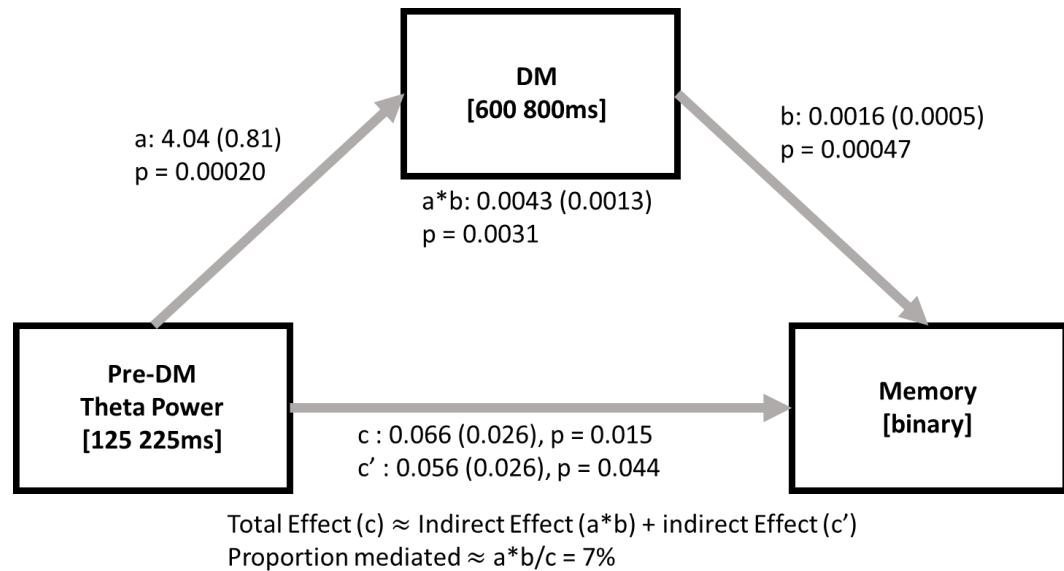 DM
[600 800ms]
a: 4.04 (0.81)
p = 0.00020
b: 0.0016 (0.0005)
p = 0.00047
a*b: 0.0043 (0.0013)
p = 0.0031
Pre-DM
Theta Power
[125 225ms]
Memory
[binary]
c : 0.066 (0.026), p = 0.015
c’ : 0.056 (0.026), p = 0.044
Total Effect (c) ≈ Indirect Effect (a*b) + indirect Effect (c’)
Proportion mediated ≈ a*b/c = 7%